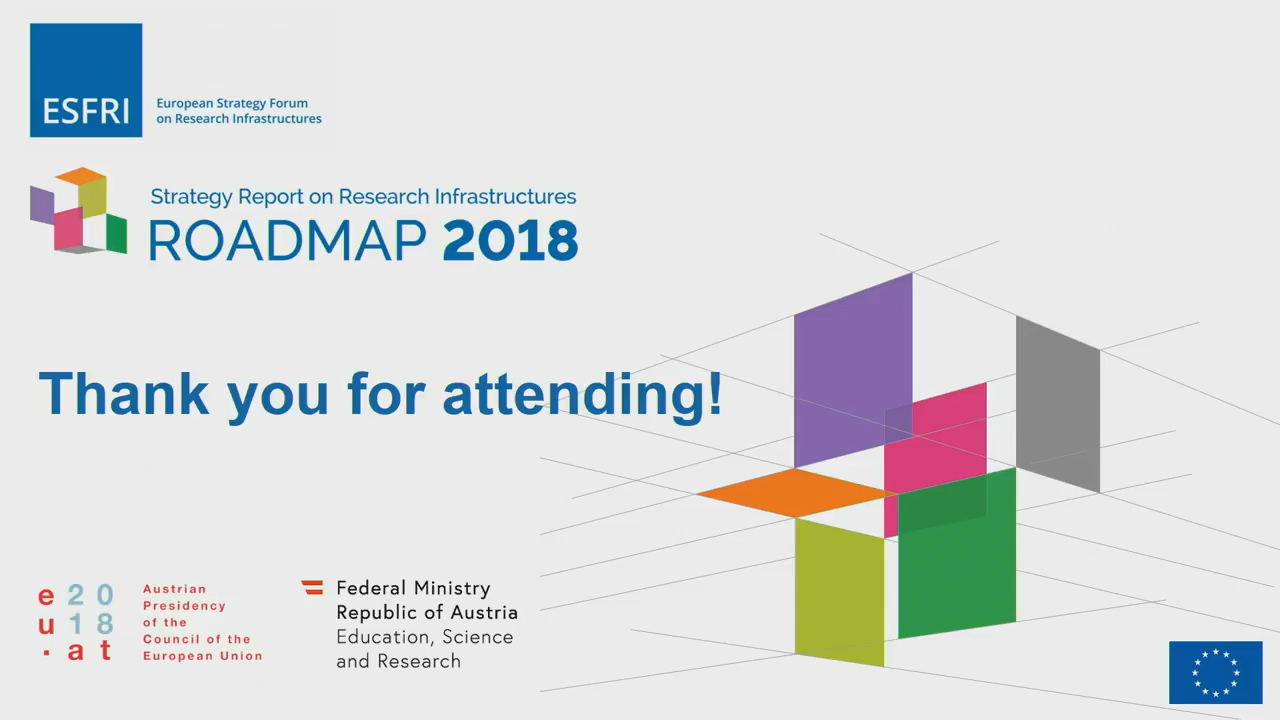 ESFRI
European Strategy Forum
on Research Infrastructures
Strategy Report on Research Infrastructures
ROADMAP 2018
Thank you for attending!
e 2 0
u 1 8
. a t
Austrian
Presidency
of the
Council of the
European Union
Federal Ministry
Republic of Austria
Education, Science
and Research